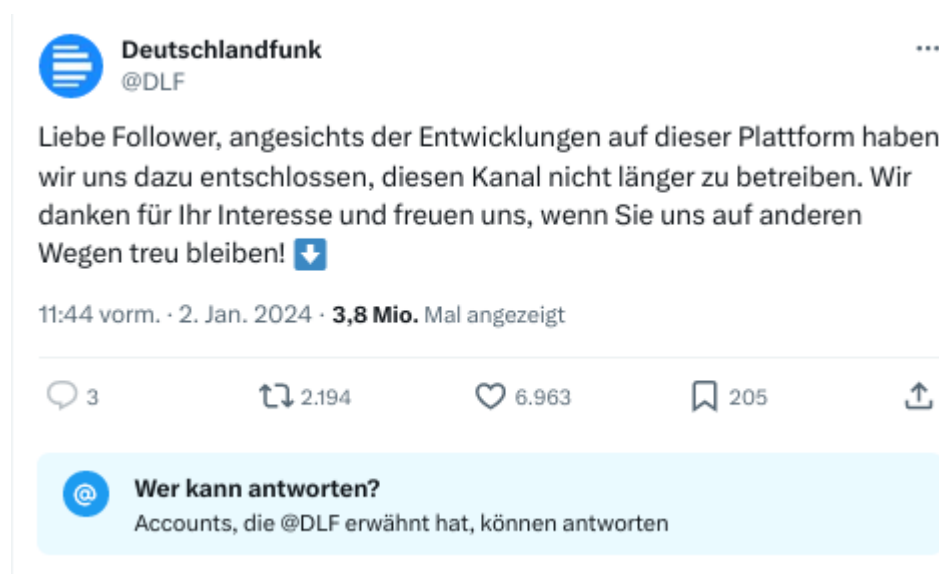 Deutschlandfunk
@DLF
Liebe Follower, angesichts der Entwicklungen auf dieser Plattform haben
wir uns dazu entschlossen, diesen Kanal nicht länger zu betreiben. Wir
danken für Ihr Interesse und freuen uns, wenn Sie uns auf anderen
Wegen treu bleiben! ⬇️
11:44 vorm. · 2. Jan. 2024 · 3,8 Mio. Mal angezeigt
3 2.194 6.963 205
Wer kann antworten?
Accounts, die @DLF erwähnt hat, können antworten